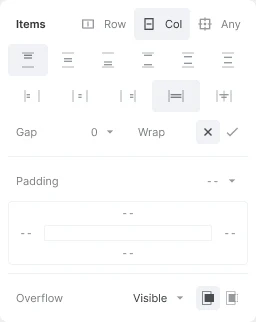 Items Row Col Any
Gap 0 Wrap
Padding --
--
-- --
--
Overflow Visible